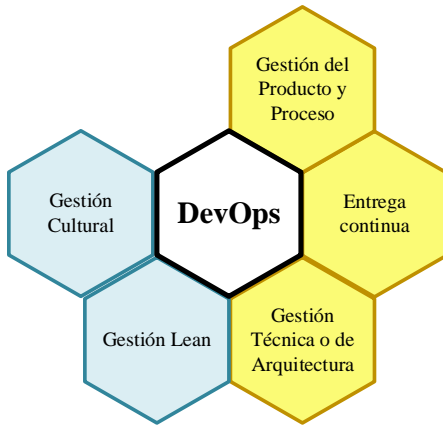 Gestión del
Producto y
Proceso
Gestión
Cultural
DevOps
Entrega
continua
Gestión Lean
Gestión
Técnica o de
Arquitectura